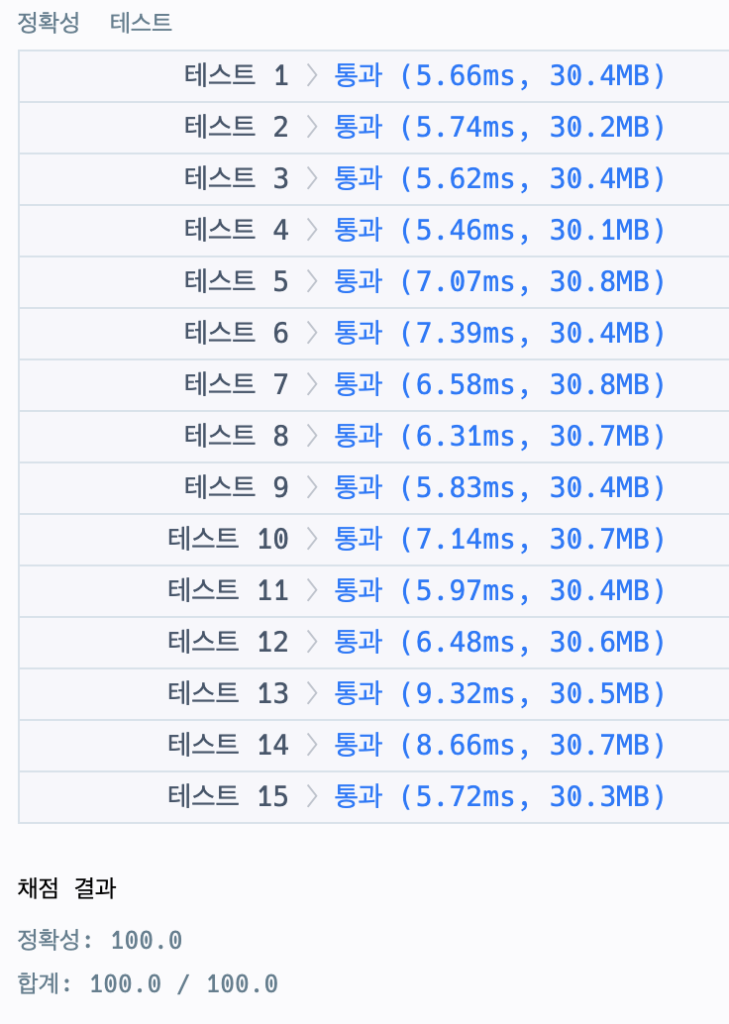 정확성 테스트
테스트 1 〉 통과 (5.66ms, 30.4MB)
테스트 2 〉 통과 (5.74ms, 30.2MB)
테스트 3 〉 통과 (5.62ms, 30.4MB)
테스트 4 〉 통과 (5.46ms, 30.1MB)
테스트 5 〉 통과 (7.07ms, 30.8MB)
테스트 6 〉 통과 (7.39ms, 30.4MB)
테스트 7 〉 통과 (6.58ms, 30.8MB)
테스트 8 〉 통과 (6.31ms, 30.7MB)
테스트 9 〉 통과 (5.83ms, 30.4MB)
테스트 10 〉 통과 (7.14ms, 30.7MB)
테스트 11 〉 통과 (5.97ms, 30.4MB)
테스트 12 〉 통과 (6.48ms, 30.6MB)
테스트 13 〉 통과 (9.32ms, 30.5MB)
테스트 14 〉 통과 (8.66ms, 30.7MB)
테스트 15 〉 통과 (5.72ms, 30.3MB)
채점 결과
정확성: 100.0
합계: 100.0 / 100.0